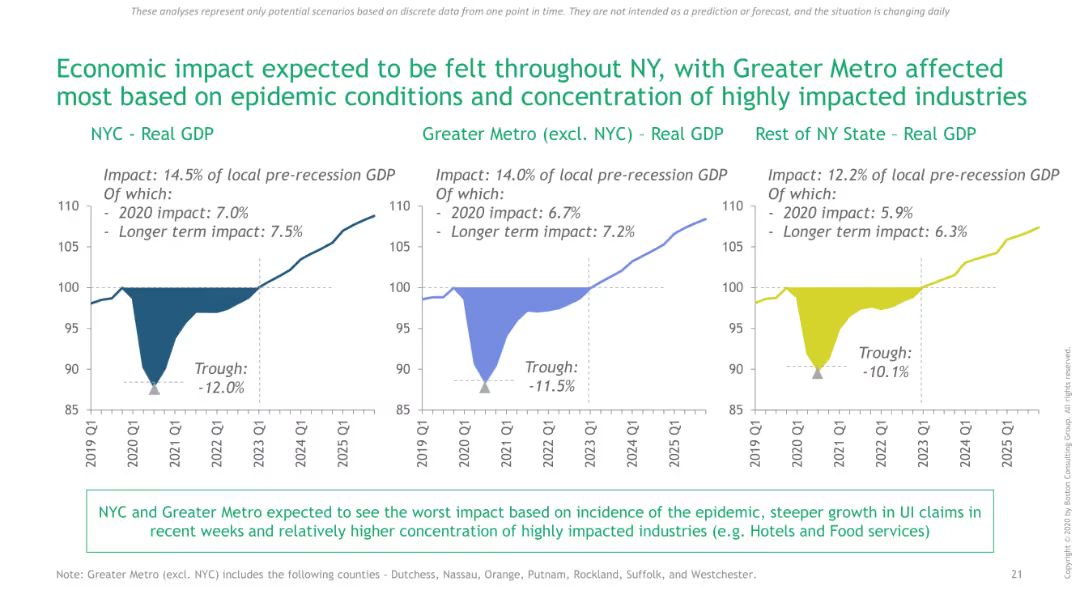 These analyses represent only potential scenarios based on discrete data from one point in time. They are not intended as a prediction or forecast, and the situation is changing daily
Economic impact expected to be felt throughout NY, with Greater Metro affected
most based on epidemic conditions and concentration of highly impacted industries
NYC - Real GDP
Impact: 14.5% of local pre-recession GDP
Of which:
- 2020 impact: 7.0%
- Longer term impact: 7.5%
110
105
100
95
90
85
Trough:
-12.0%
2019 Q1
2020 Q1
2021 Q1
2022 Q1
2023 Q1
2024 Q1
2025 Q1
Greater Metro (excl. NYC) – Real GDP
Impact: 14.0% of local pre-recession GDP
Of which:
- 2020 impact: 6.7%
- Longer term impact: 7.2%
110
105
100
95
90
85
Trough:
-11.5%
2019 Q1
2020 Q1
2021 Q1
2022 Q1
2023 Q1
2024 Q1
2025 Q1
Rest of NY State – Real GDP
Impact: 12.2% of local pre-recession GDP
Of which:
- 2020 impact: 5.9%
- Longer term impact: 6.3%
110
105
100
95
90
85
Trough:
-10.1%
2019 Q1
2020 Q1
2021 Q1
2022 Q1
2023 Q1
2024 Q1
2025 Q1
NYC and Greater Metro expected to see the worst impact based on incidence of the epidemic, steeper growth in UI claims in
recent weeks and relatively higher concentration of highly impacted industries (e.g. Hotels and Food services)
Note: Greater Metro (excl. NYC) includes the following counties – Dutchess, Nassau, Orange, Putnam, Rockland, Suffolk, and Westchester.
21
Copyright © 2020 by Boston Consulting Group. All rights reserved.